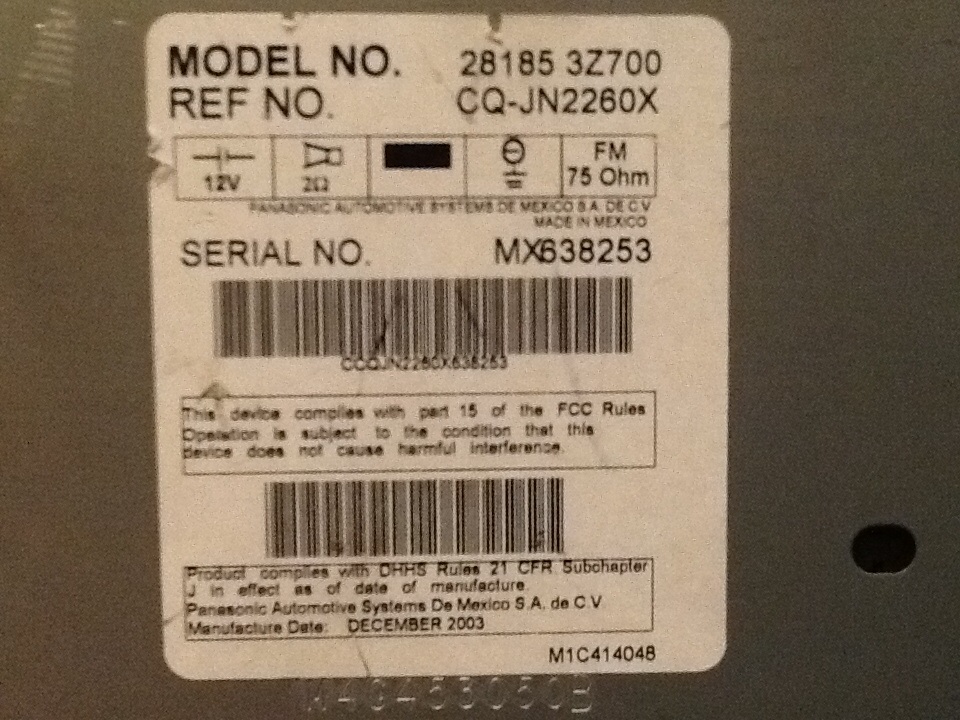 MODEL NO. 28185 3Z700
REF NO. CQ-JN2260X
12V 2Ω FM
75 Ohm
PANASONIC AUTOMOTIVE SYSTEMS DE MEXICO S.A. DE C.V
MADE IN MEXICO
SERIAL NO. MX638253
CCQJN2260X638253
This device complies with part 15 of the FCC Rules
Operation is subject to the condition that this
device does not cause harmful interference.
Product complies with DHHS Rules 21 CFR Subchapter
J in effect as of date of manufacture.
Panasonic Automotive Systems De Mexico S.A. de C.V
Manufacture Date: DECEMBER 2003
M1C414048